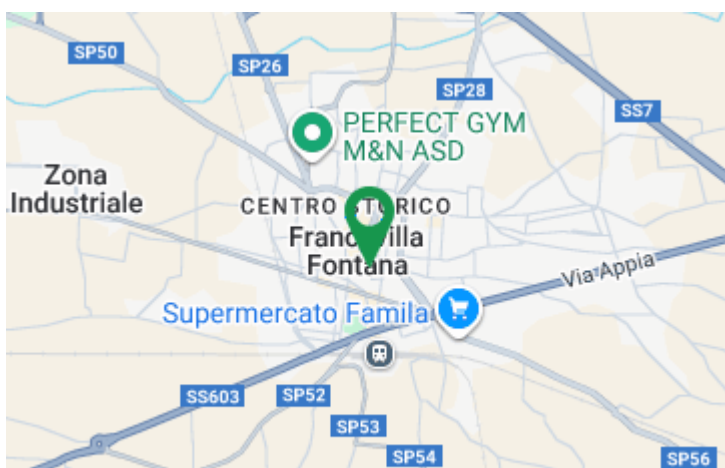 SP50
SP26
SP28
SS7
PERFECT GYM
M&N ASD
Zona
Industriale
CENTRO STORICO
Francavilla
Fontana
Via Appia
Supermercato Famila
SS603
SP52
SP53
SP54
SP56